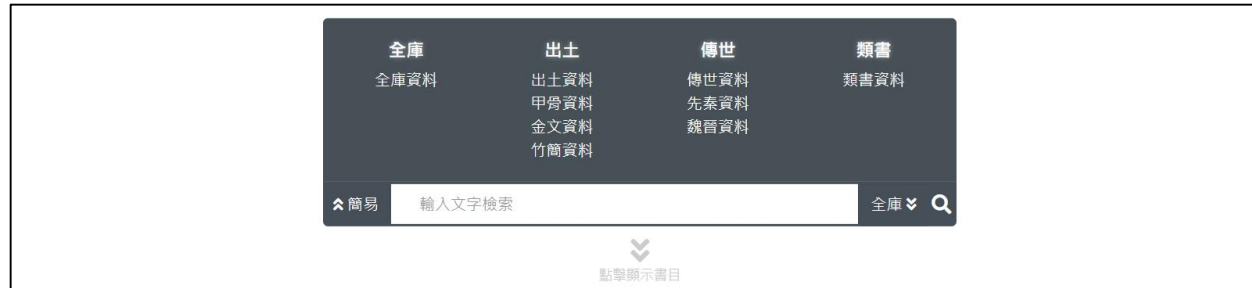 全庫 出土 傳世 類書
全庫資料 出土資料 傳世資料 類書資料
甲骨資料 先秦資料
金文資料 魏晉資料
竹簡資料
簡易 輸入文字檢索 全庫
點擊顯示書目